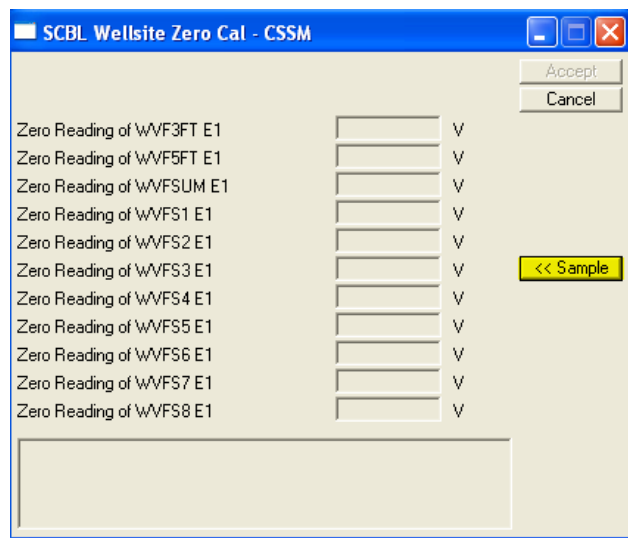 SCBL Wellsite Zero Cal - CSSM
Accept
Cancel
Zero Reading of WVF3FT E1 V
Zero Reading of WVF5FT E1 V
Zero Reading of WVFSUM E1 V
Zero Reading of WVFS1 E1 V
Zero Reading of WVFS2 E1 V
Zero Reading of WVFS3 E1 V << Sample
Zero Reading of WVFS4 E1 V
Zero Reading of WVFS5 E1 V
Zero Reading of WVFS6 E1 V
Zero Reading of WVFS7 E1 V
Zero Reading of WVFS8 E1 V